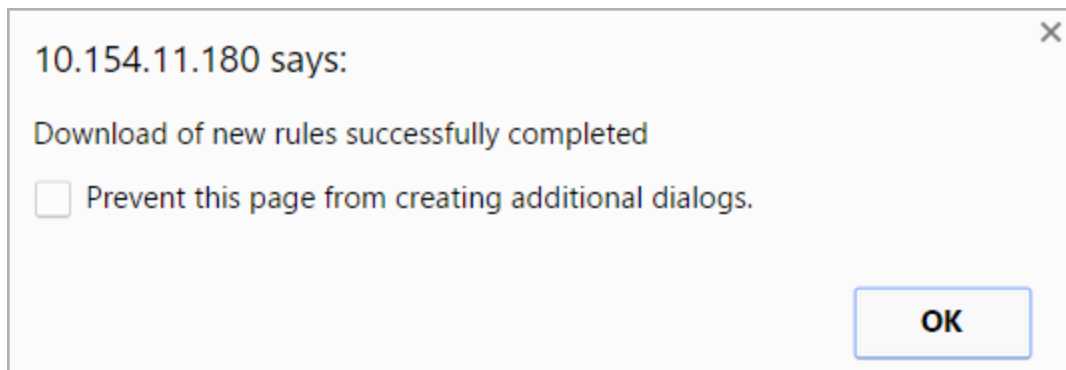 10.154.11.180 says:
Download of new rules successfully completed
Prevent this page from creating additional dialogs.
OK